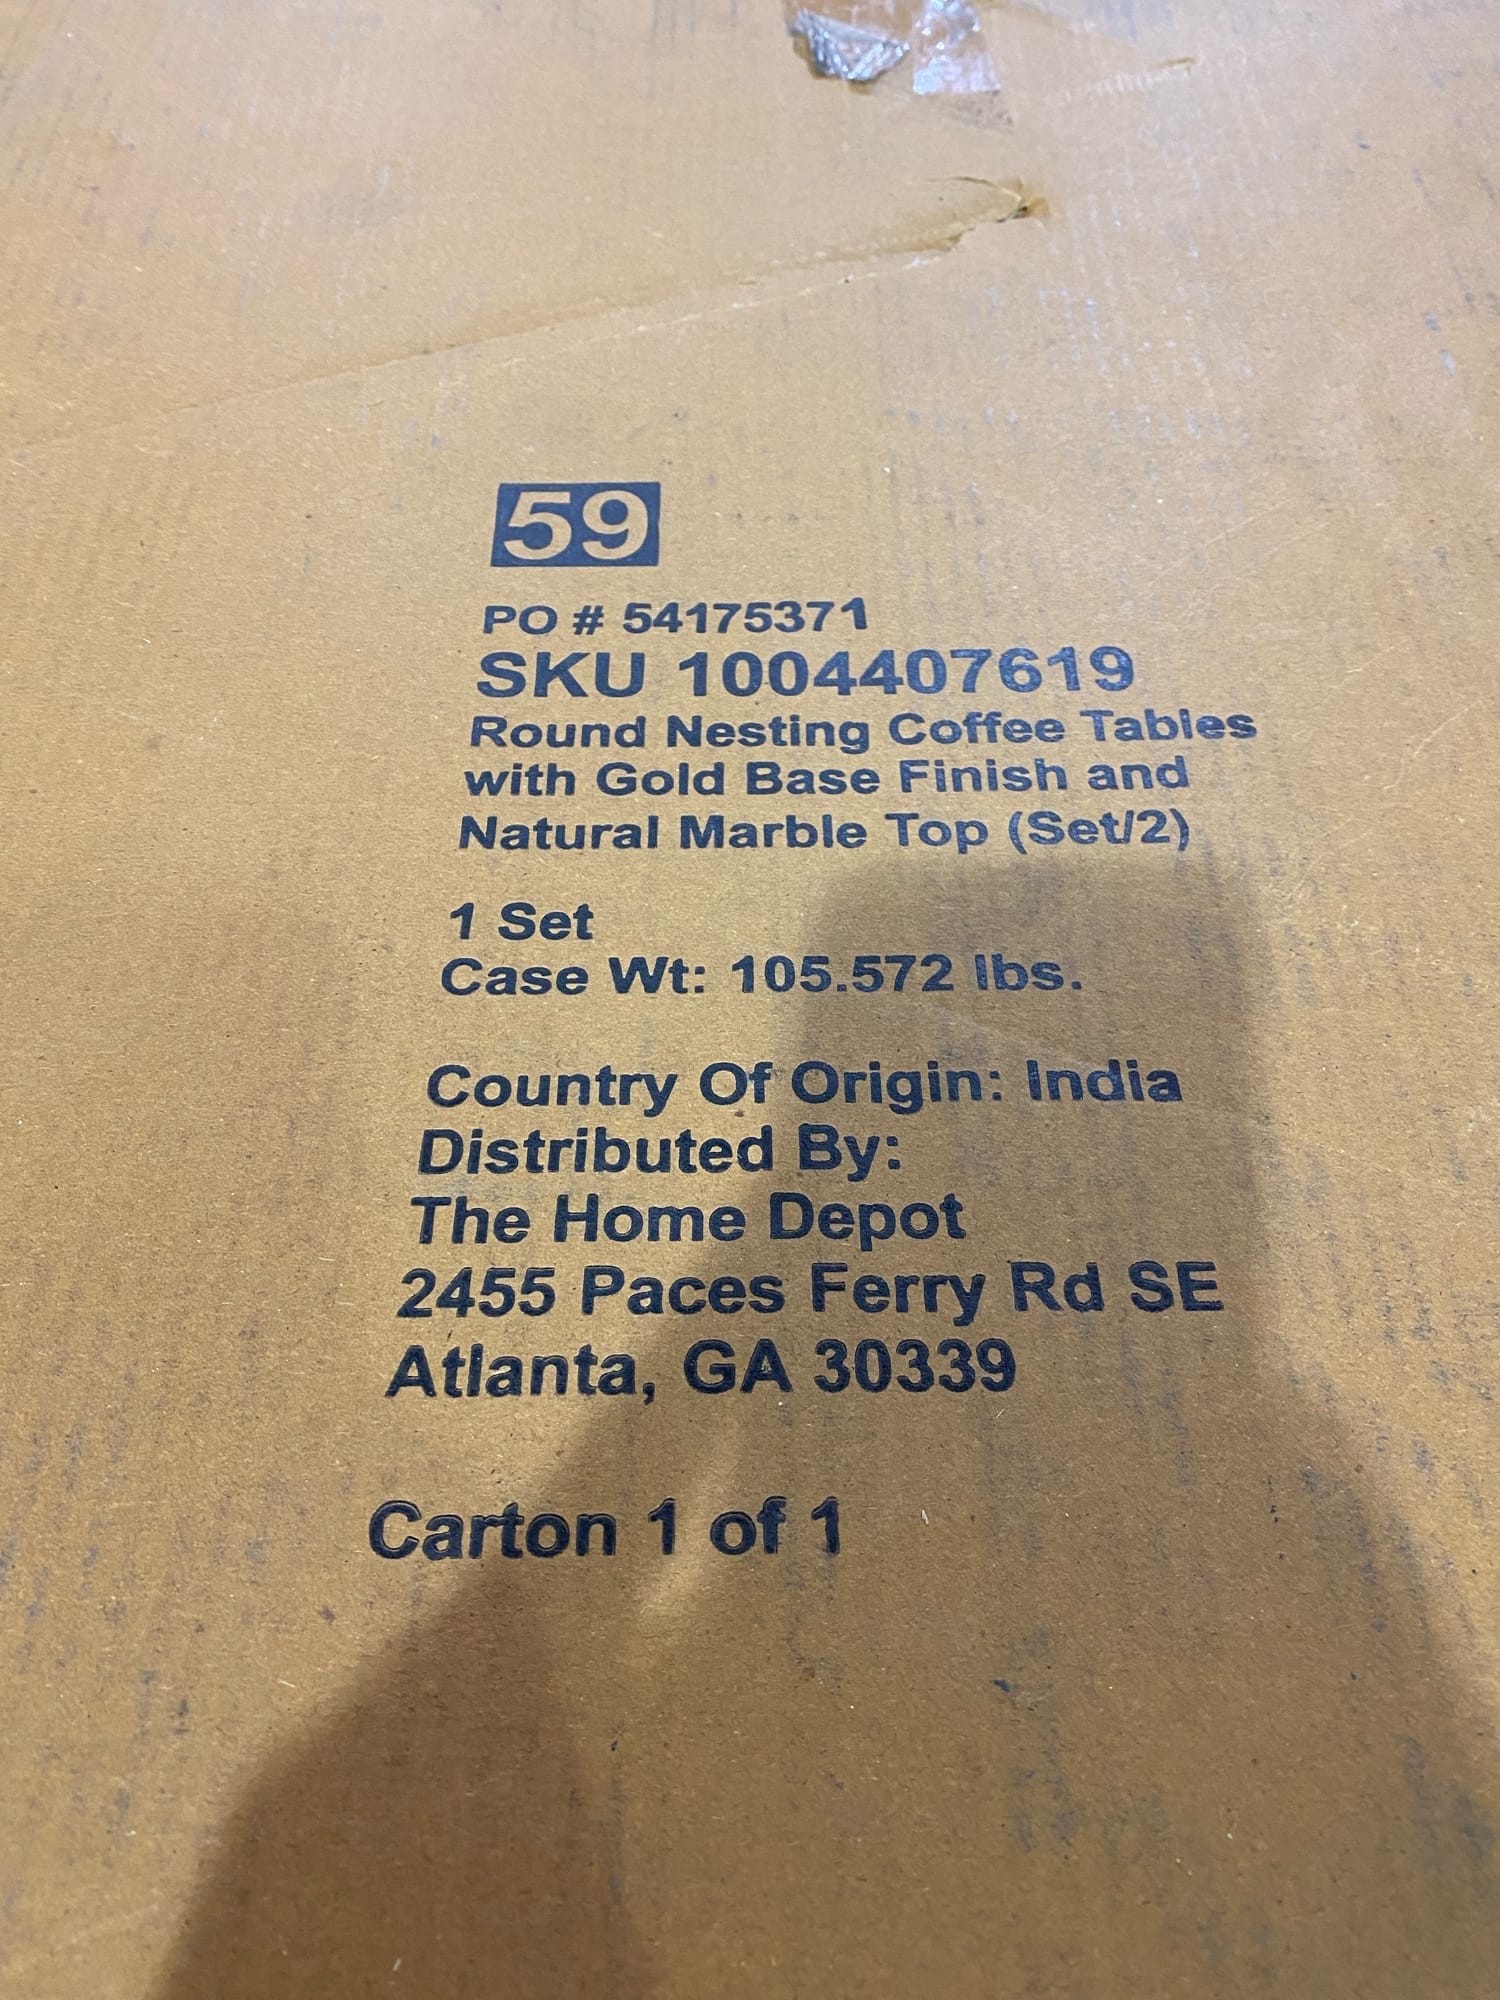 59
PO # 54175371
SKU 1004407619
Round Nesting Coffee Tables
with Gold Base Finish and
Natural Marble Top (Set/2)
1 Set
Case Wt: 105.572 lbs.
Country Of Origin: India
Distributed By:
The Home Depot
2455 Paces Ferry Rd SE
Atlanta, GA 30339
Carton 1 of 1